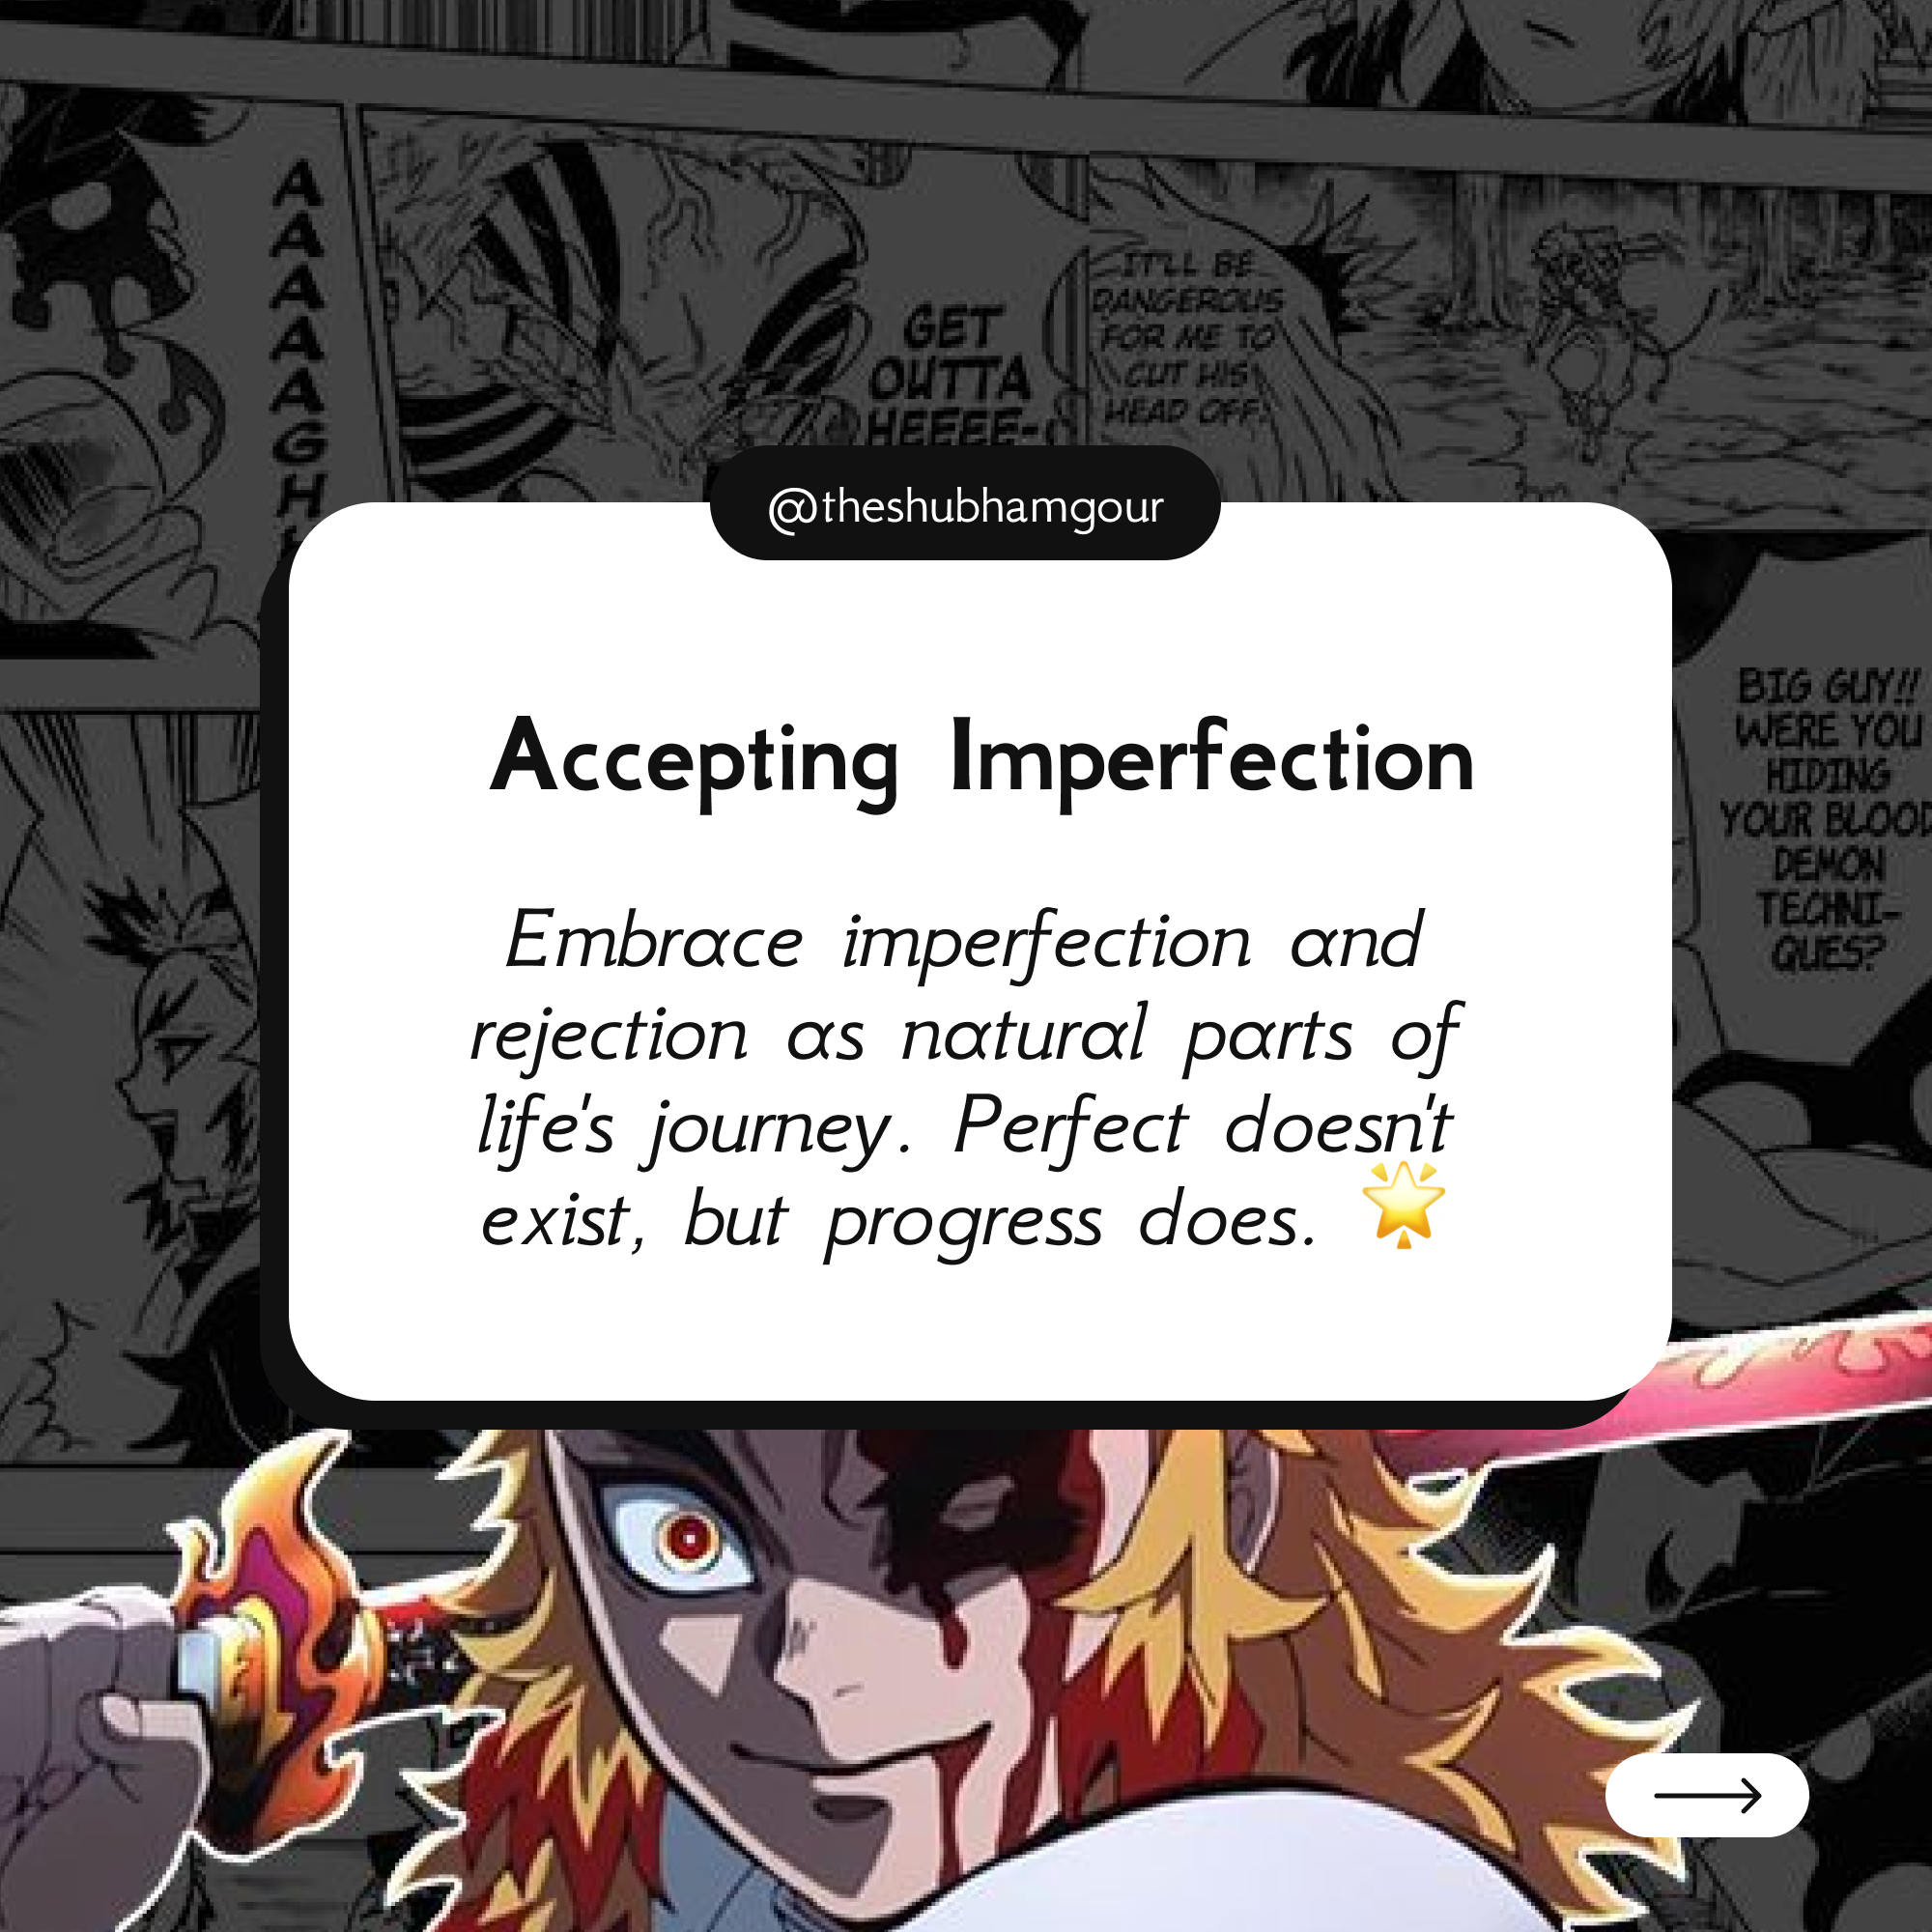 AAAAAGH
GET
OUTTA
HEEEE-
IT'LL BE
DANGEROUS
FOR ME TO
CUT HIS
HEAD OFF.
@theshubhamgour
Accepting Imperfection
Embrace imperfection and
rejection as natural parts of
life's journey. Perfect doesn't
exist, but progress does. 🌟
BIG GUY!!
WERE YOU
HIDING
YOUR BLOOD
DEMON
TECHNI-
QUES?